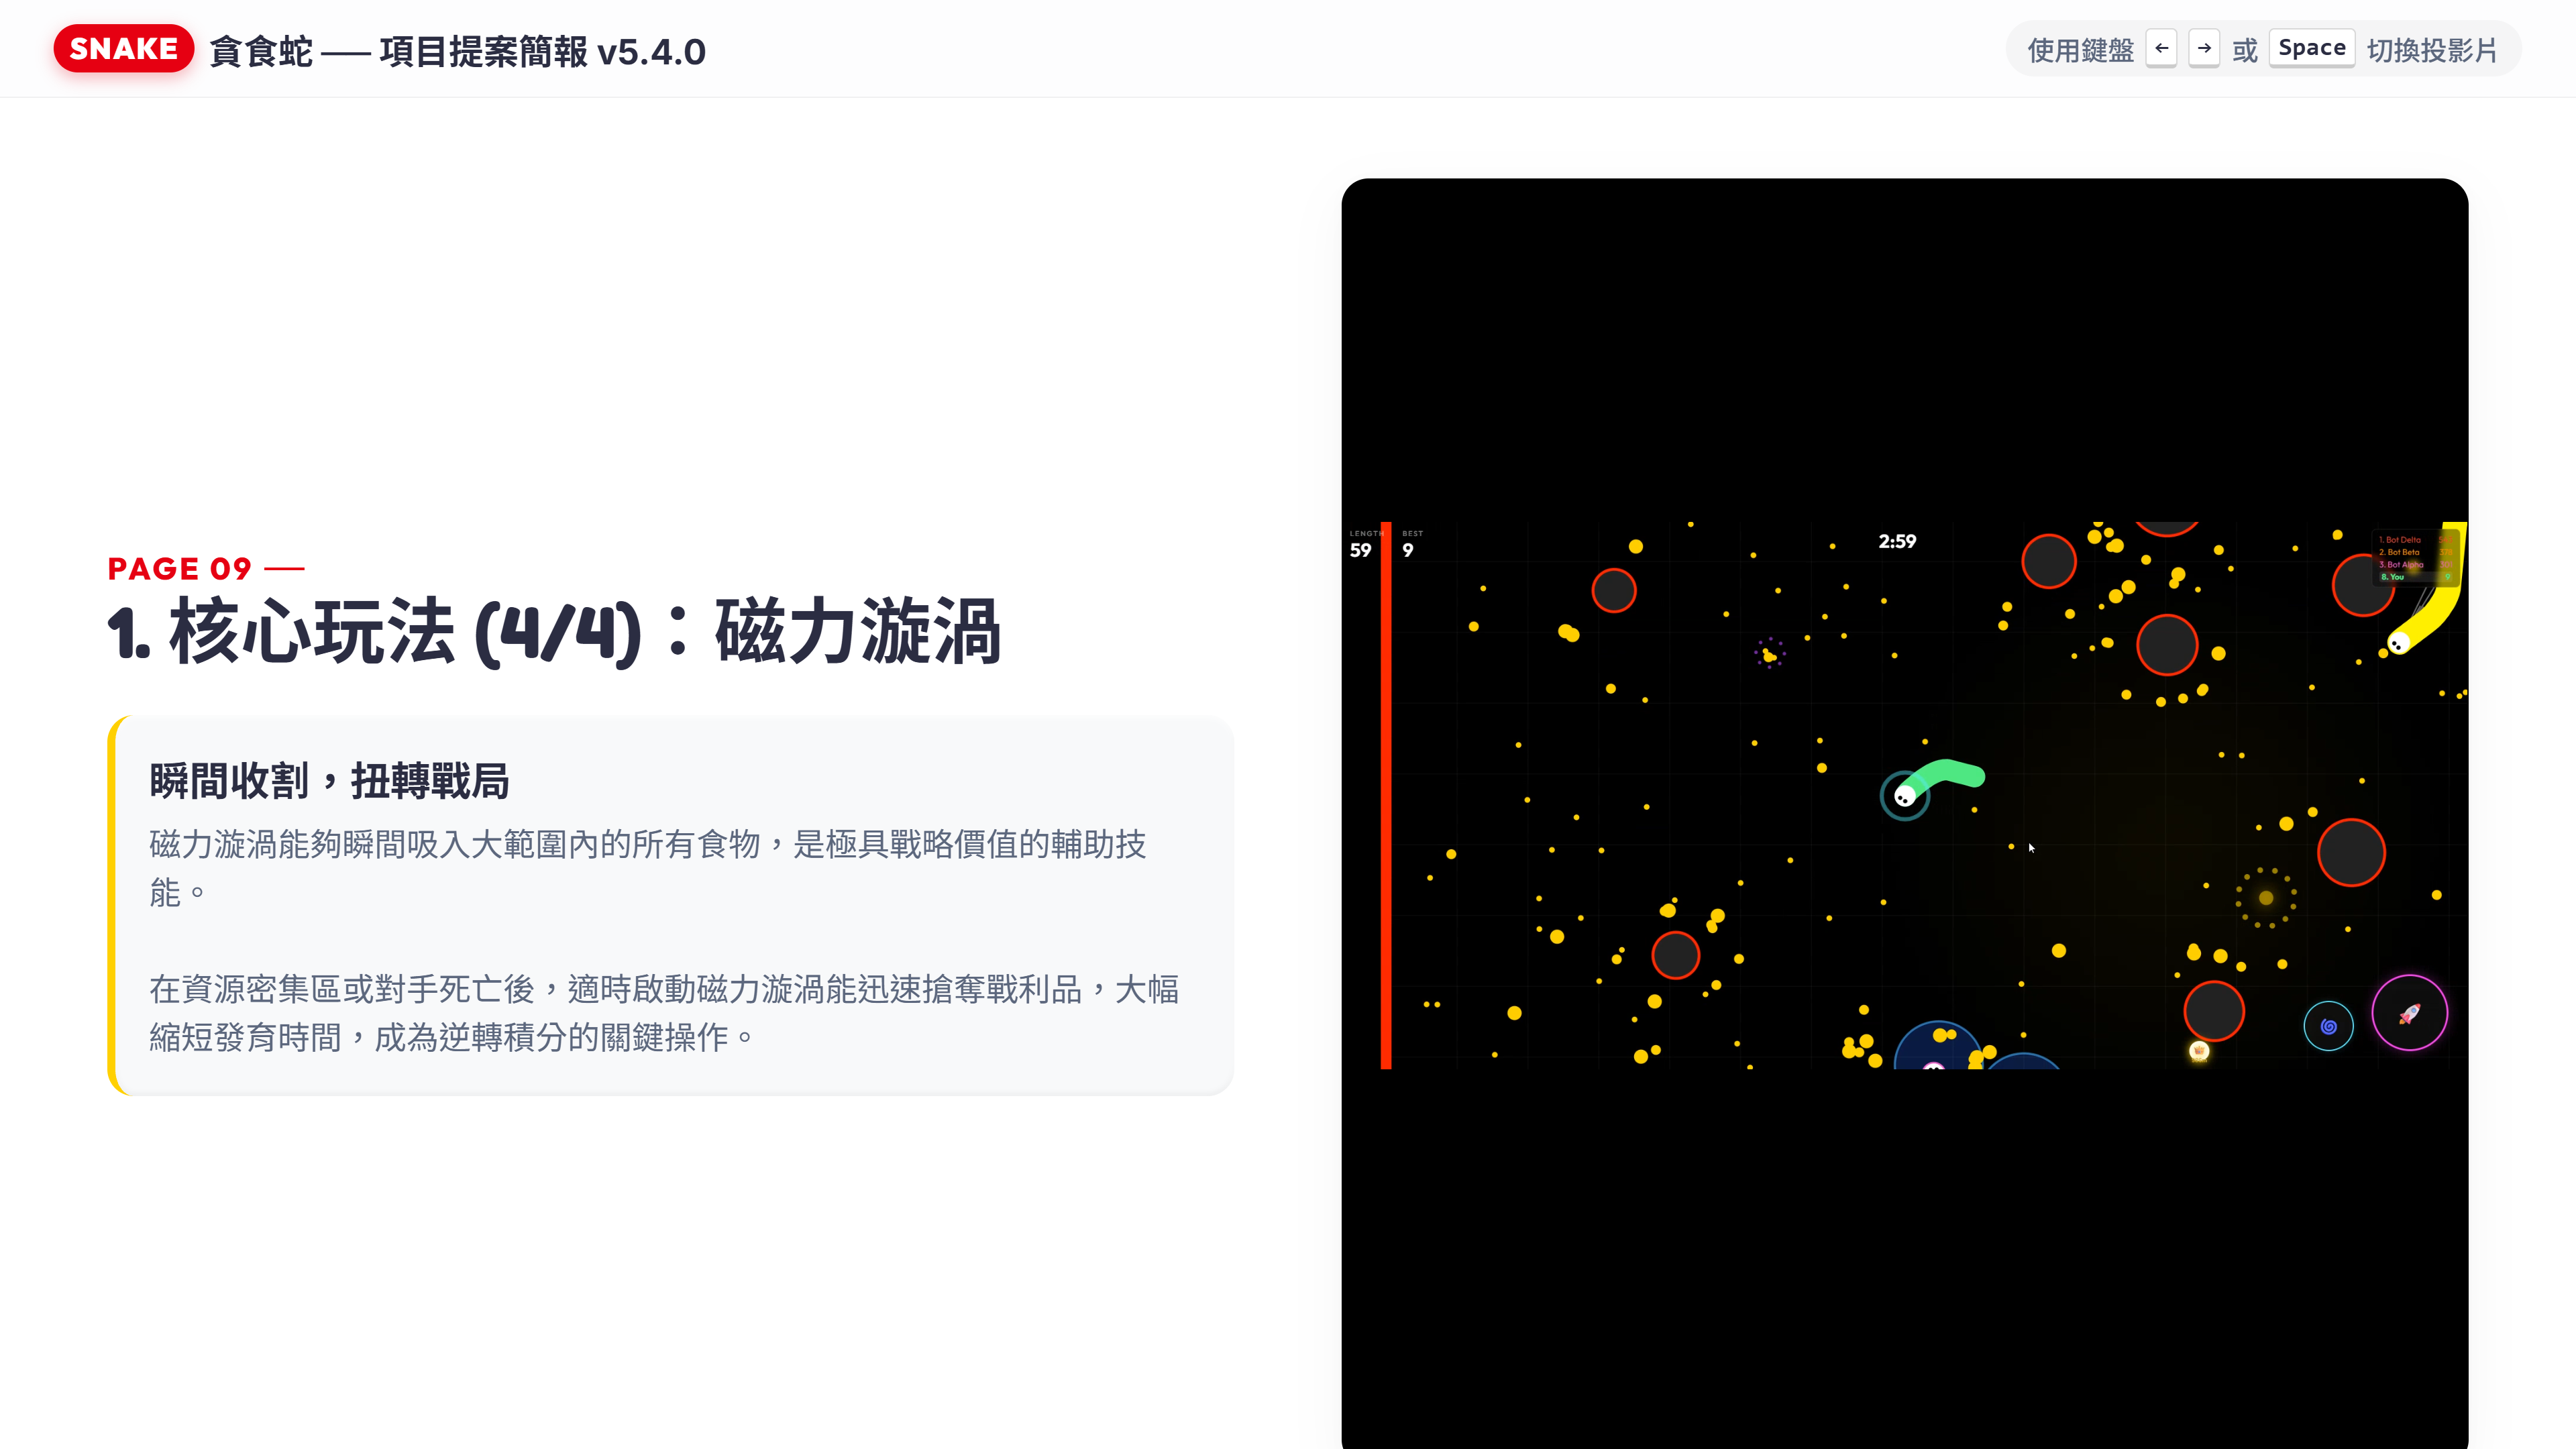 SNAKE 貪食蛇 —— 項目提案簡報 v5.4.0
使用鍵盤 ← → 或 Space 切換投影片
PAGE 09 —
1. 核心玩法 (4/4)：磁力漩渦
瞬間收割，扭轉戰局
磁力漩渦能夠瞬間吸入大範圍內的所有食物，是極具戰略價值的輔助技
能。
在資源密集區或對手死亡後，適時啟動磁力漩渦能迅速搶奪戰利品，大幅
縮短發育時間，成為逆轉積分的關鍵操作。
LENGTH BEST
59 9
2:59
1. Bot Delta
2. Bot Beta
3. Bot Alpha
8. You 9